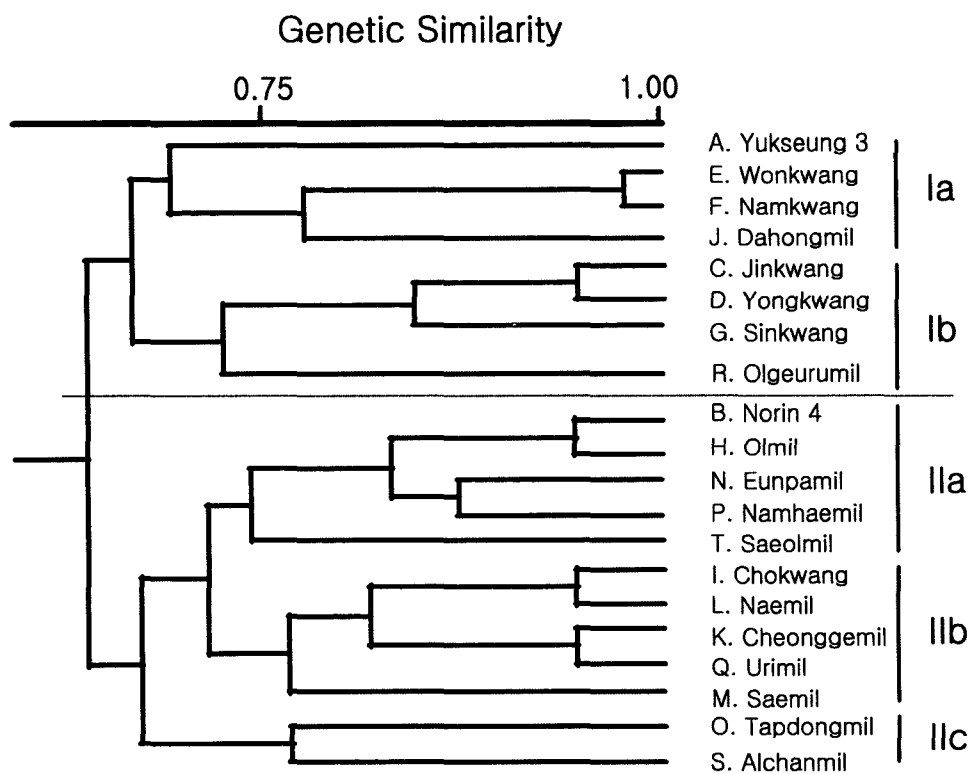 Genetic Similarity
0.75 1.00
A. Yukseung 3
E. Wonkwang
F. Namkwang
J. Dahongmil
Ia
C. Jinkwang
D. Yongkwang
G. Sinkwang
R. Olgeurumil
Ib
B. Norin 4
H. Olmil
N. Eunpamil
P. Namhaemil
T. Saeolmil
IIa
I. Chokwang
L. Naemil
K. Cheonggemil
Q. Urimil
M. Saemil
IIb
O. Tapdongmil
S. Alchanmil
IIc